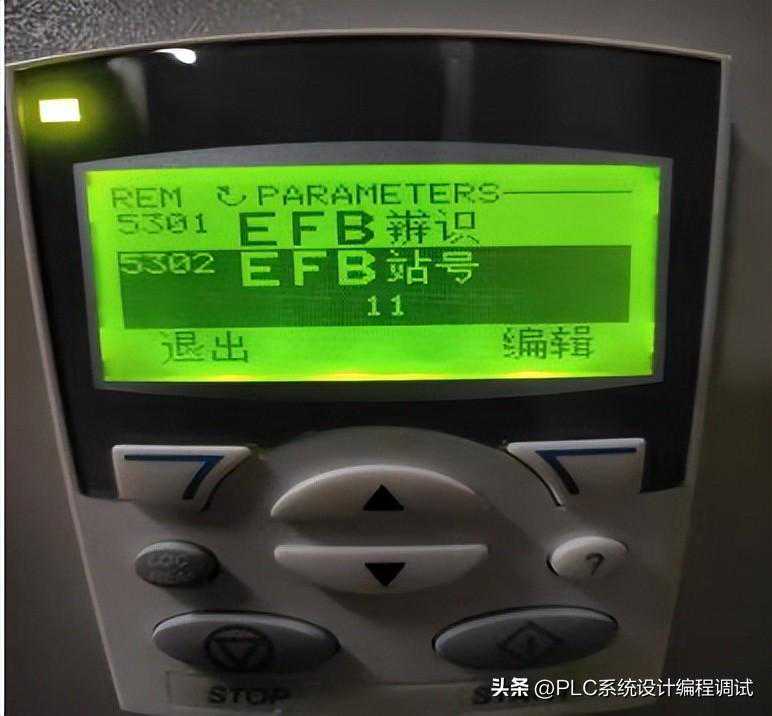 REM ↻ PARAMETERS
5301 EFB辨识
5302 EFB站号
11
退出 编辑
LOC
?
STOP
头条 @PLC系统设计编程调试